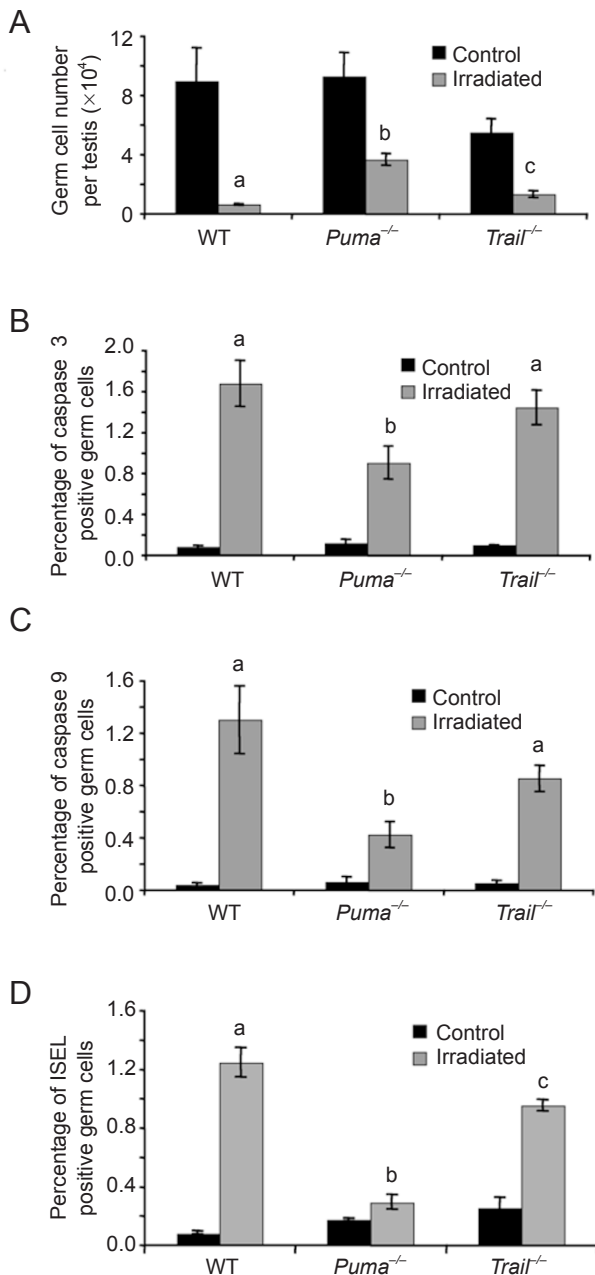 A
Germ cell number
per testis (×10⁴)
12
8
4
0
Control
Irradiated
a
b
c
WT
Puma⁻/⁻
Trail⁻/⁻
B
Percentage of caspase 3
positive germ cells
2.0
1.6
1.2
0.8
0.4
0.0
Control
Irradiated
a
b
a
WT
Puma⁻/⁻
Trail⁻/⁻
C
Percentage of caspase 9
positive germ cells
1.6
1.2
0.8
0.4
0.0
Control
Irradiated
a
b
a
WT
Puma⁻/⁻
Trail⁻/⁻
D
Percentage of ISEL
positive germ cells
1.6
1.2
0.8
0.4
0.0
Control
Irradiated
a
b
c
WT
Puma⁻/⁻
Trail⁻/⁻